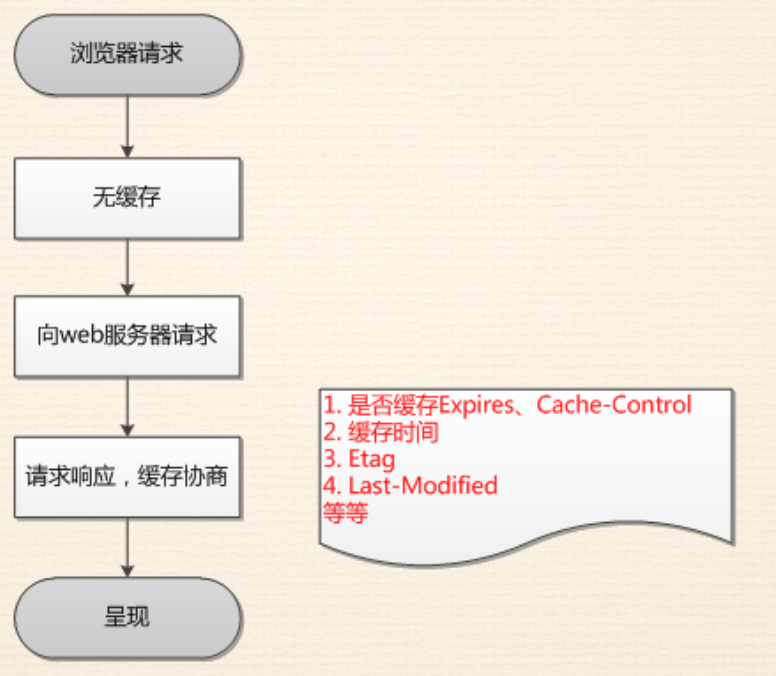 浏览器请求
无缓存
向web服务器请求
请求响应，缓存协商
呈现
1. 是否缓存Expires、Cache-Control
2. 缓存时间
3. Etag
4. Last-Modified
等等